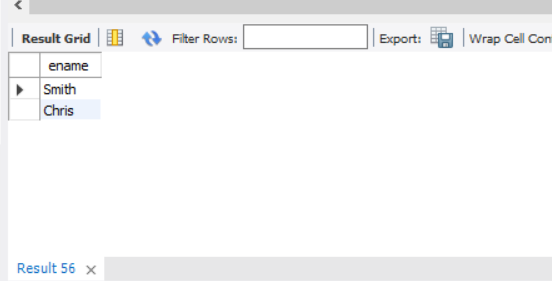 Result Grid Filter Rows: Export: Wrap Cell Con
ename
Smith
Chris
Result 56